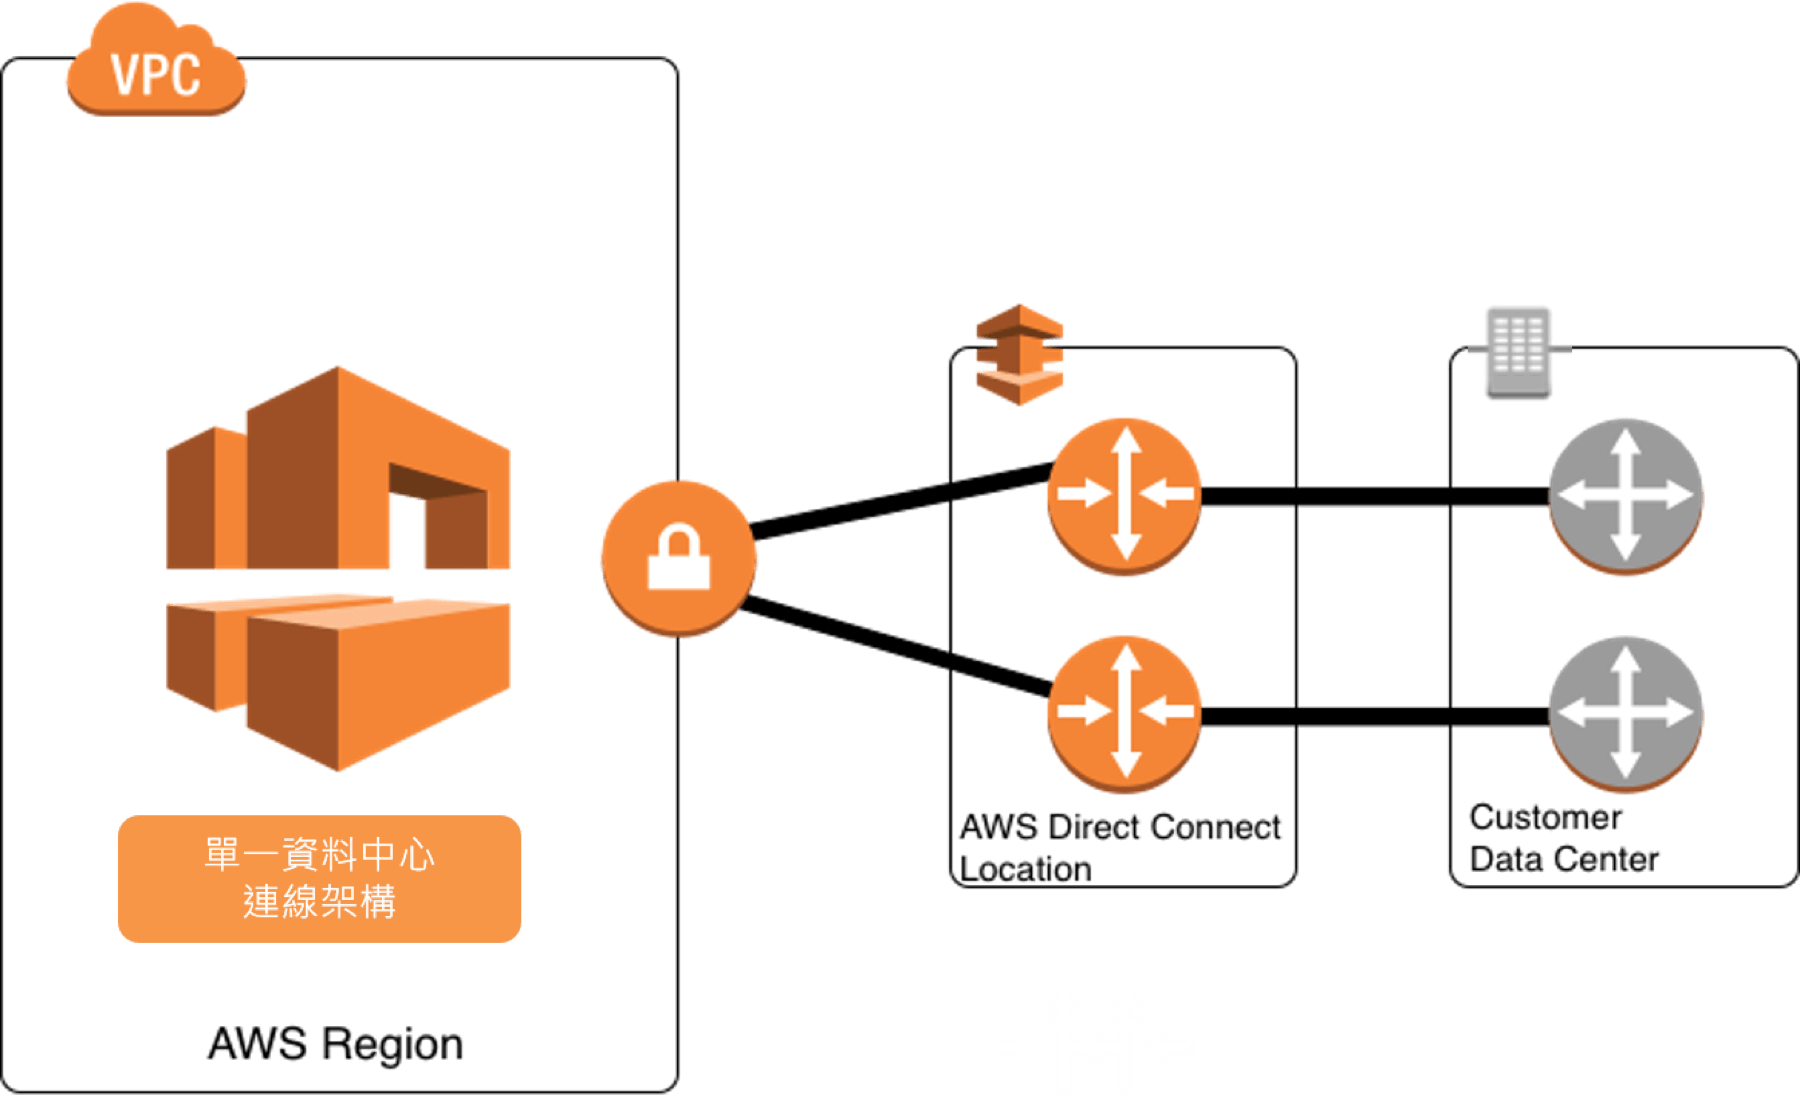 VPC
單一資料中心
連線架構
AWS Region
AWS Direct Connect
Location
Customer
Data Center